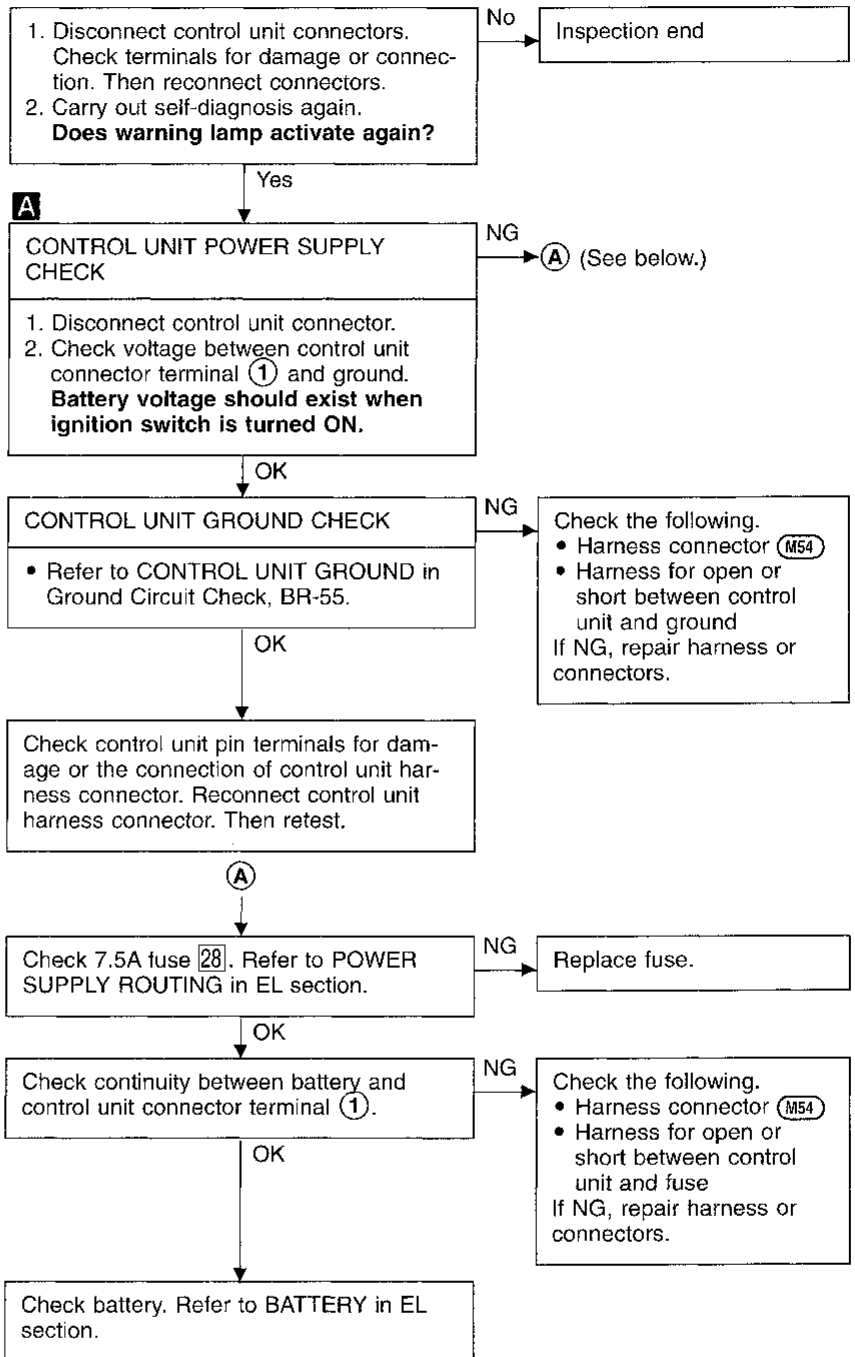 1. Disconnect control unit connectors.
Check terminals for damage or connec-
tion. Then reconnect connectors.
2. Carry out self-diagnosis again.
Does warning lamp activate again?
No
Inspection end
Yes
A
CONTROL UNIT POWER SUPPLY
CHECK
NG
A (See below.)
1. Disconnect control unit connector.
2. Check voltage between control unit
connector terminal 1 and ground.
Battery voltage should exist when
ignition switch is turned ON.
OK
CONTROL UNIT GROUND CHECK
• Refer to CONTROL UNIT GROUND in
Ground Circuit Check, BR-55.
NG
Check the following.
• Harness connector M54
• Harness for open or
short between control
unit and ground
If NG, repair harness or
connectors.
OK
Check control unit pin terminals for dam-
age or the connection of control unit har-
ness connector. Reconnect control unit
harness connector. Then retest.
A
Check 7.5A fuse 28. Refer to POWER
SUPPLY ROUTING in EL section.
NG
Replace fuse.
OK
Check continuity between battery and
control unit connector terminal 1.
NG
Check the following.
• Harness connector M54
• Harness for open or
short between control
unit and fuse
If NG, repair harness or
connectors.
OK
Check battery. Refer to BATTERY in EL
section.